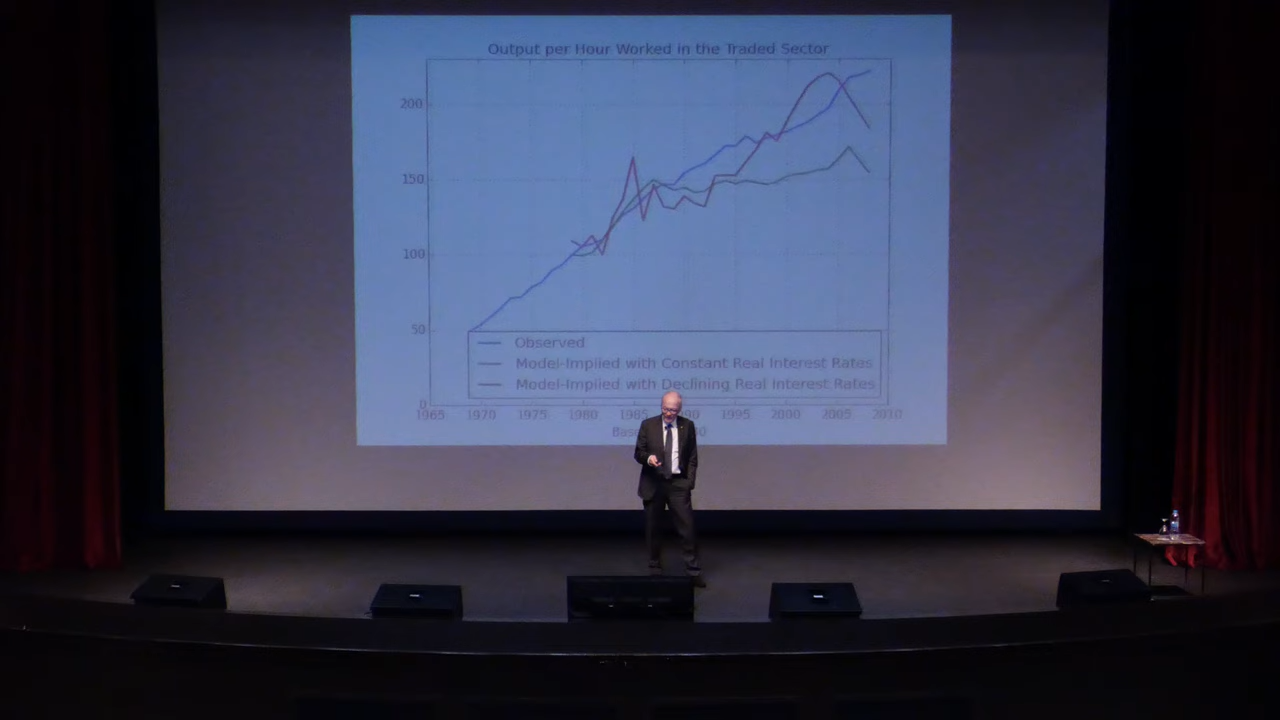 Output per Hour Worked in the Traded Sector
200
150
100
50
0
Observed
Model-Implied with Constant Real Interest Rates
Model-Implied with Declining Real Interest Rates
1965 1970 1975 1980 1985 1995 2000 2005 2010